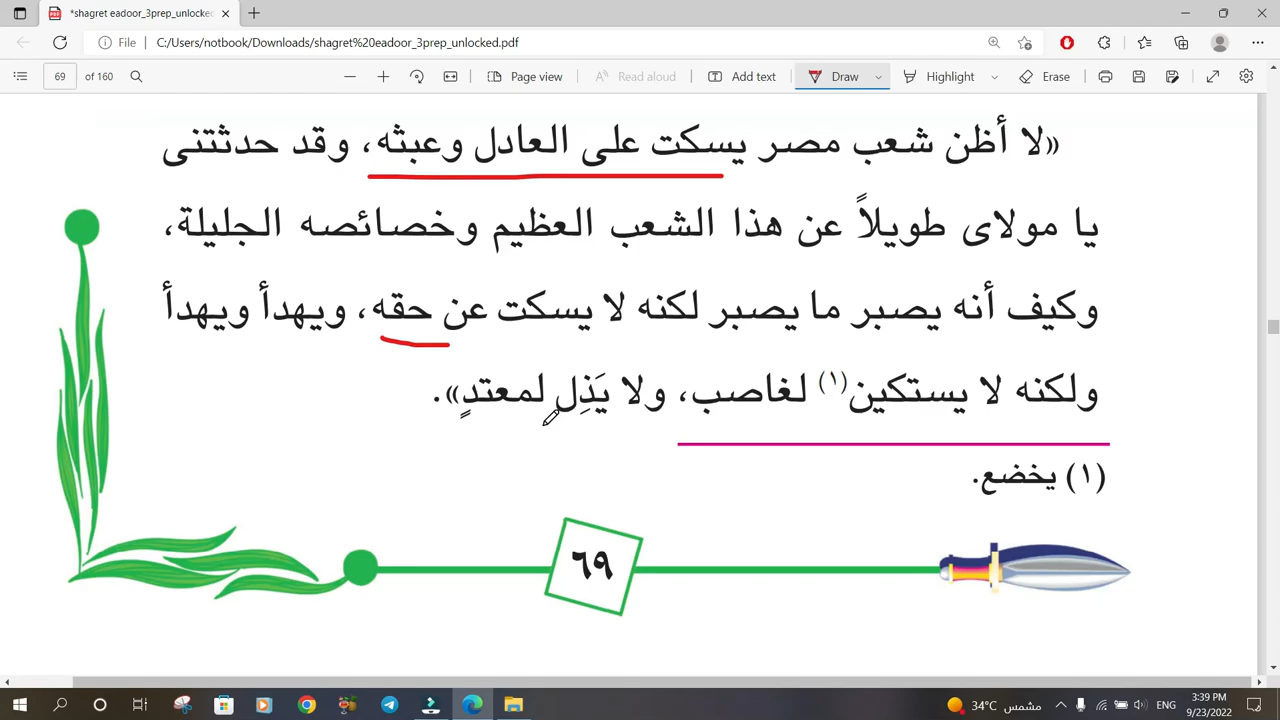 *shagret eadoor_3prep_unlocked.p
File C:/Users/notbook/Downloads/shagret%20eadoor_3prep_unlocked.pdf
69 of 160 Page view Read aloud Add text Draw Highlight Erase
«لا أظن شعب مصر يسكت على العادل وعبثه، وقد حدثتنى
يا مولاى طويلاً عن هذا الشعب العظيم وخصائصه الجليلة،
وكيف أنه يصبر ما يصبر لكنه لا يسكت عن حقه، ويهدأ ويهدأ
ولكنه لا يستكين(١) لغاصب، ولا يَذِل لمعتدٍ».
(١) يخضع.
٦٩
34°C مشمس 3:39 PM
9/23/2022